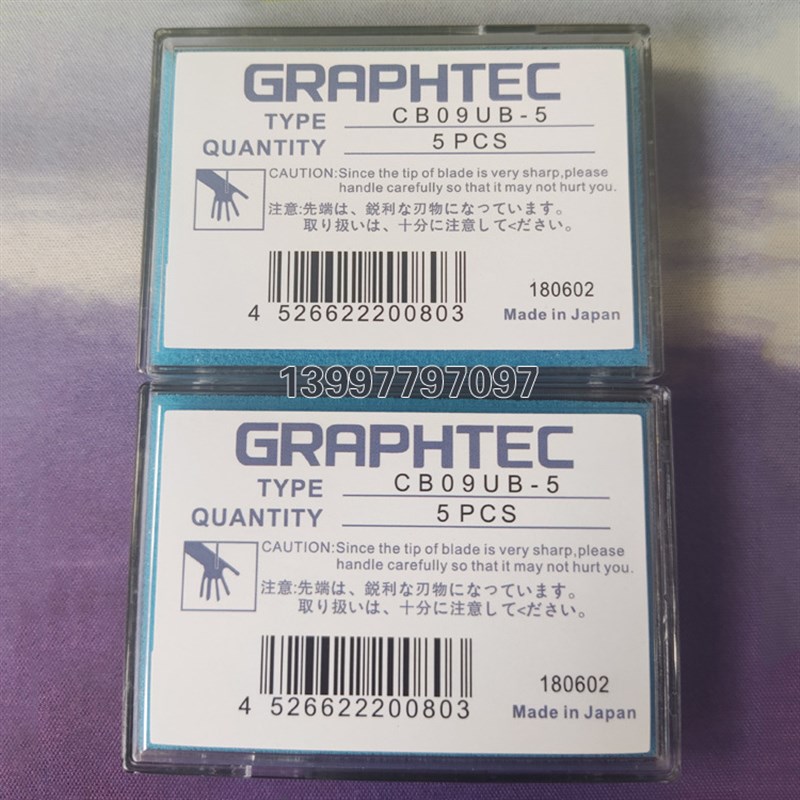 GRAPHTEC
TYPE CB09UB-5
QUANTITY 5 PCS
CAUTION:Since the tip of blade is very sharp,please
handle carefully so that it may not hurt you.
注意:先端は、鋭利な刃物になっています。
取り扱いは、十分に注意して<ださい。
4 526622200803
180602
Made in Japan
13997797097
GRAPHTEC
TYPE CB09UB-5
QUANTITY 5 PCS
CAUTION:Since the tip of blade is very sharp,please
handle carefully so that it may not hurt you.
注意:先端は、鋭利な刃物になっています。
取り扱いは、十分に注意して<ださい。
4 526622200803
180602
Made in Japan